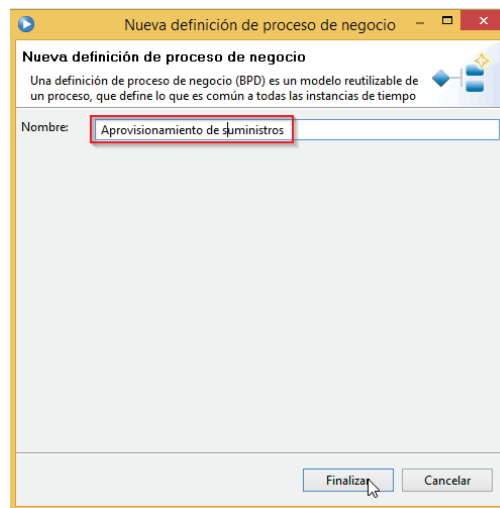 Nueva definición de proceso de negocio
Nueva definición de proceso de negocio
Una definición de proceso de negocio (BPD) es un modelo reutilizable de
un proceso, que define lo que es común a todas las instancias de tiempo
Nombre: Aprovisionamiento de suministros
Finalizar Cancelar